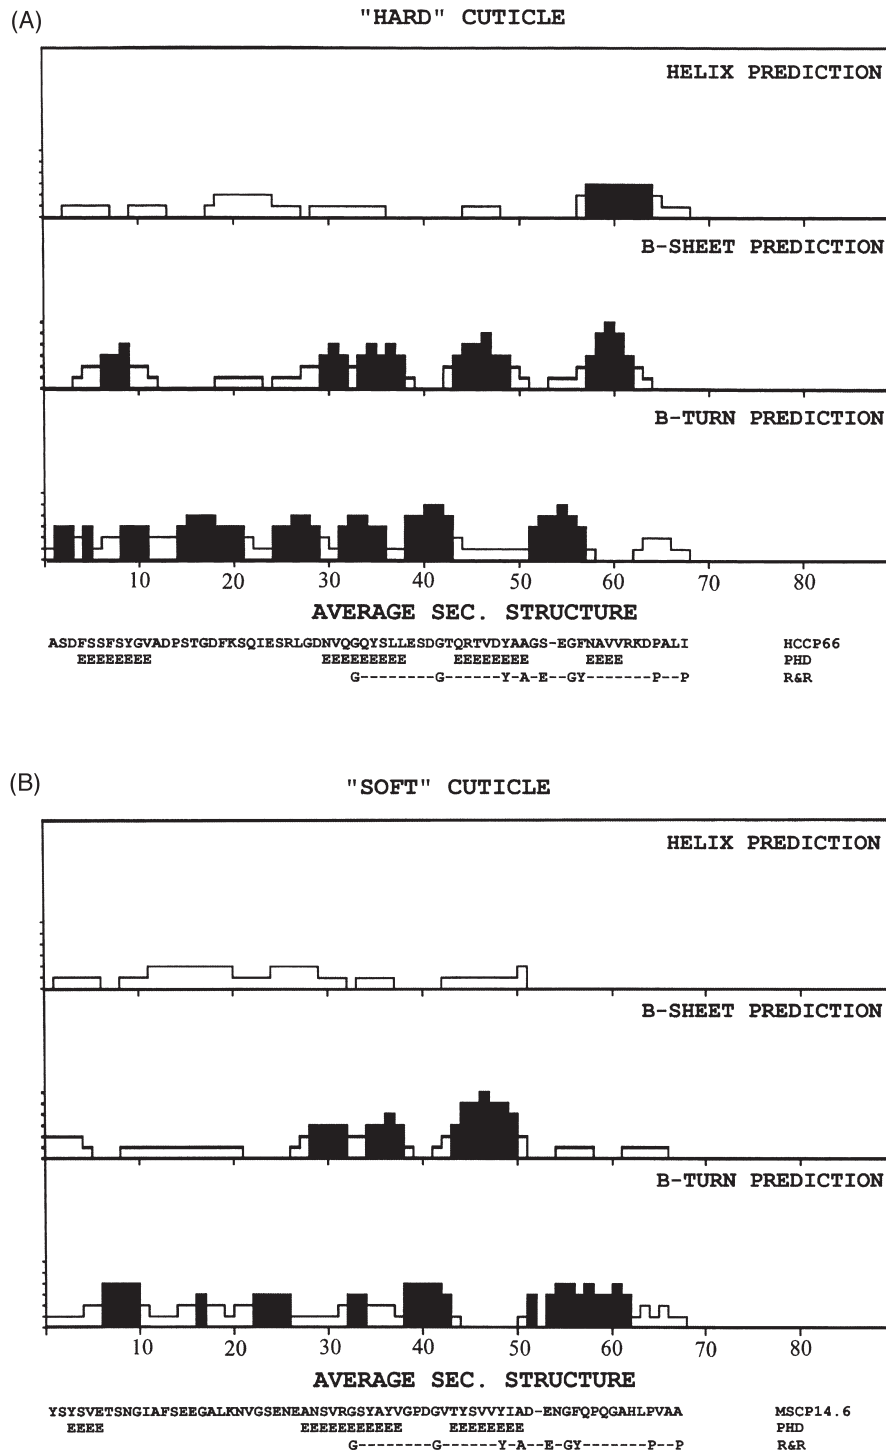 (A)
"HARD" CUTICLE
HELIX PREDICTION
B-SHEET PREDICTION
B-TURN PREDICTION
10 20 30 40 50 60 70 80
AVERAGE SEC. STRUCTURE
ASDFSSFSYGVADPSTGDFKSQIESRLGDNVQGQYSLLESDGTQRTVDYAAGS-EGFNAVVRKDPALI HCCP66
EEEEEEEE EEEEEEEEE EEEEEEEE EEEE PHD
G--------G------Y-A-E--GY-------P--P R&R
(B)
"SOFT" CUTICLE
HELIX PREDICTION
B-SHEET PREDICTION
B-TURN PREDICTION
10 20 30 40 50 60 70 80
AVERAGE SEC. STRUCTURE
YSYSVETSNGIAFSEEGALKNVGSENEANSVRGSYAYVGPDGVTYSVVYIAD-ENGFQPQGAHLPVAA MSCP14.6
EEEE EEEEEEEEEEE EEEEEEEE PHD
G--------G------Y-A--E-GY-------P--P R&R